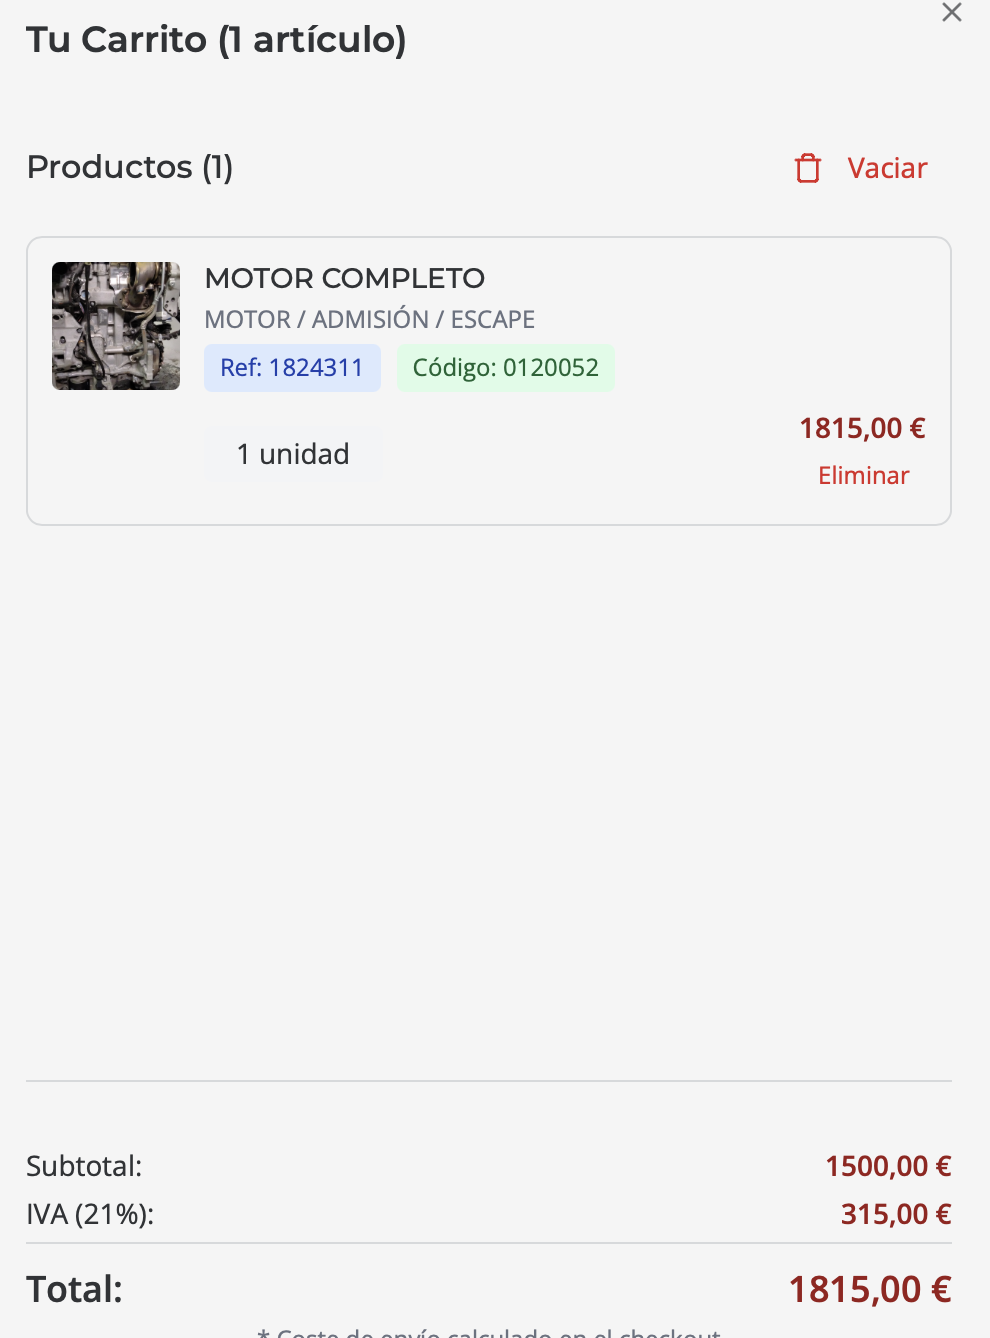 Tu Carrito (1 artículo)
Productos (1)
Vaciar
MOTOR COMPLETO
MOTOR / ADMISIÓN / ESCAPE
Ref: 1824311
Código: 0120052
1 unidad
1815,00 €
Eliminar
Subtotal:
1500,00 €
IVA (21%):
315,00 €
Total:
1815,00 €
* Coste de envío calculado en el checkout